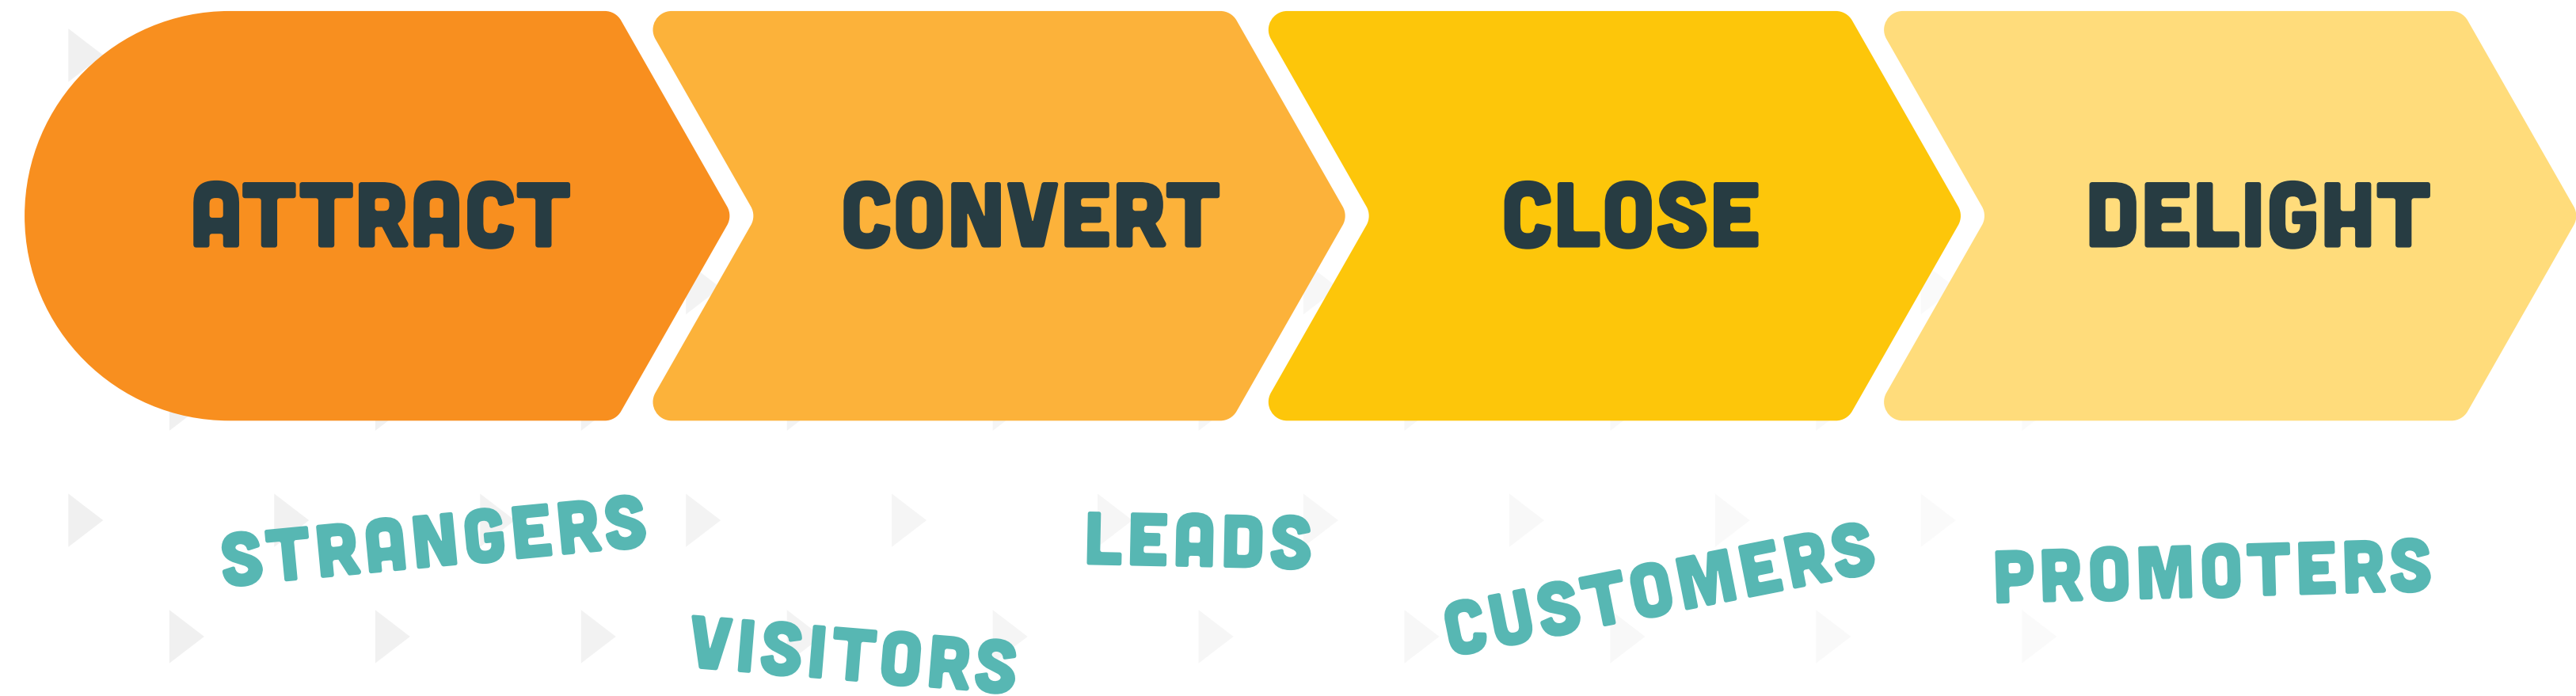 ATTRACT
CONVERT
CLOSE
DELIGHT
STRANGERS
VISITORS
LEADS
CUSTOMERS
PROMOTERS